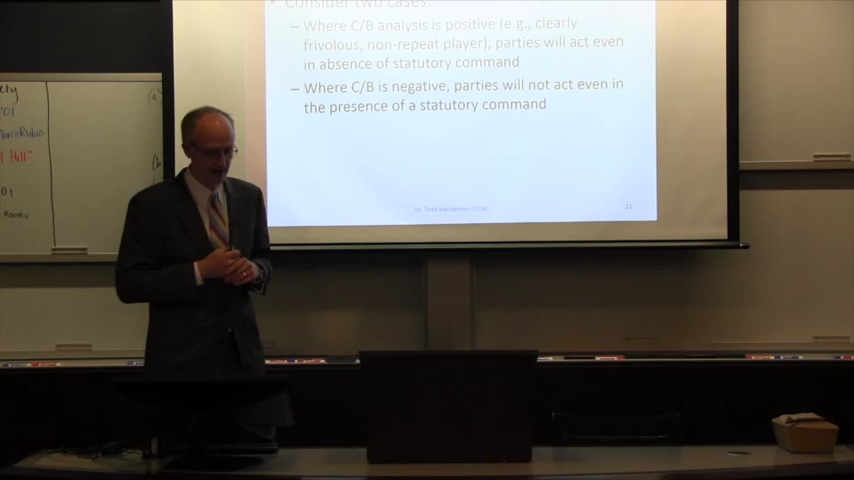 Consider two cases:
– Where C/B analysis is positive (e.g., clearly
frivolous, non-repeat player), parties will act even
in absence of statutory command
– Where C/B is negative, parties will not act even in
the presence of a statutory command
M. Todd Henderson (2014)
11